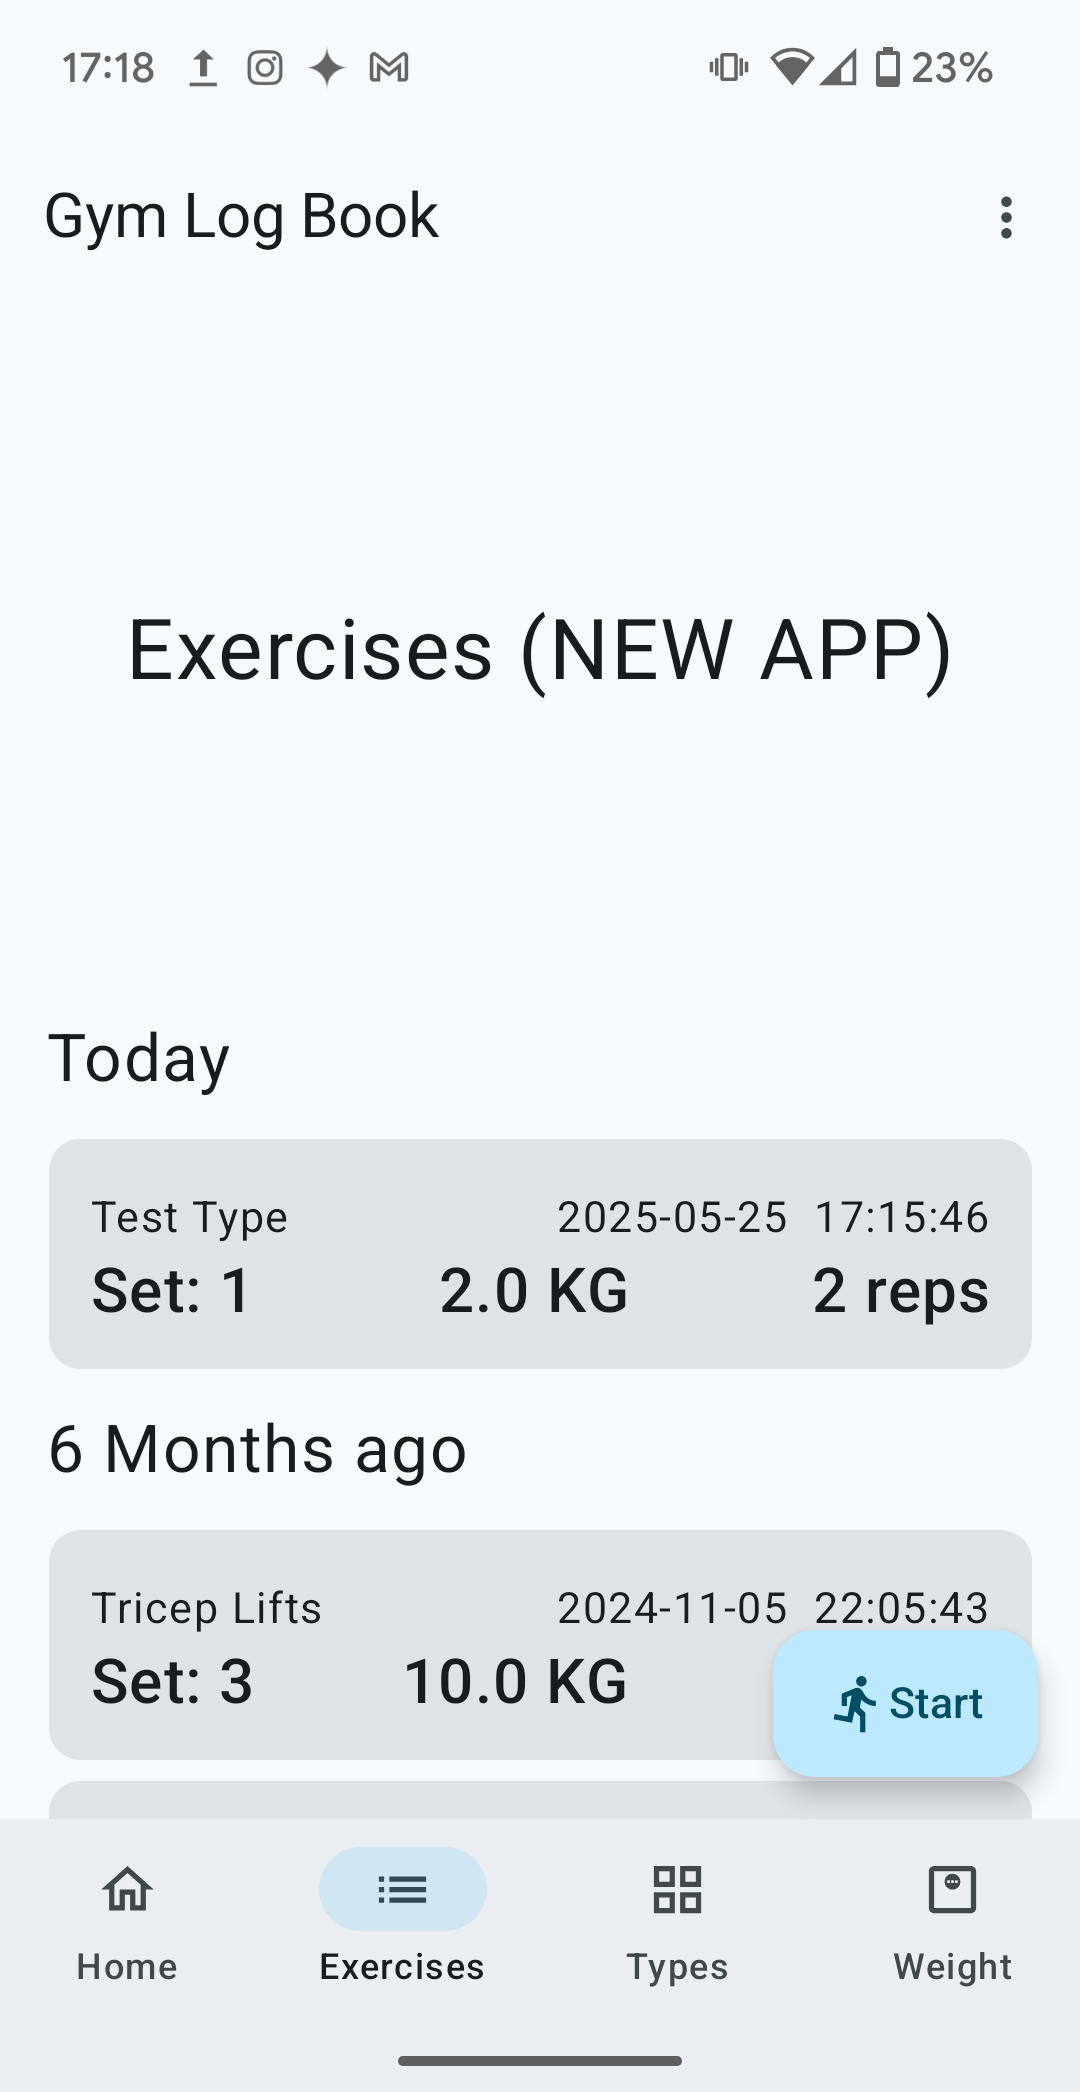 17:18 23%
Gym Log Book
Exercises (NEW APP)
Today
Test Type 2025-05-25 17:15:46
Set: 1 2.0 KG 2 reps
6 Months ago
Tricep Lifts 2024-11-05 22:05:43
Set: 3 10.0 KG
Start
Home Exercises Types Weight